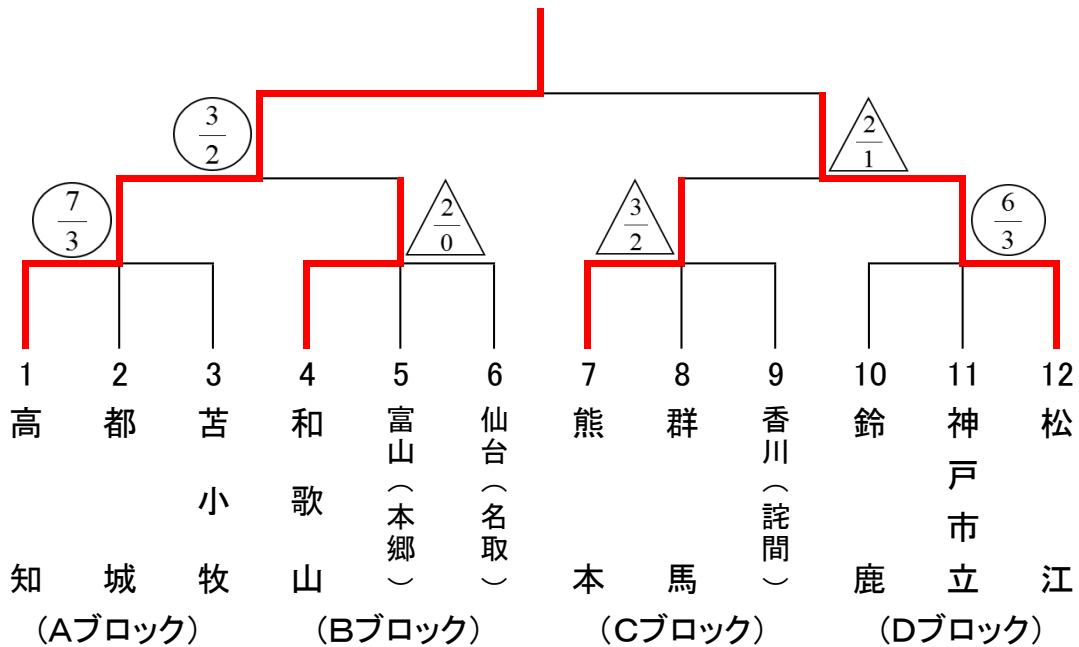 3
2
2
1
7
3
2
0
3
2
6
3
1 2 3 4 5 6 7 8 9 10 11 12
高知
都城
苫小牧
和歌山
富山（本郷）
仙台（名取）
熊本
群馬
香川（詫間）
鈴鹿
神戸市立
松江
（Aブロック） （Bブロック） （Cブロック） （Dブロック）